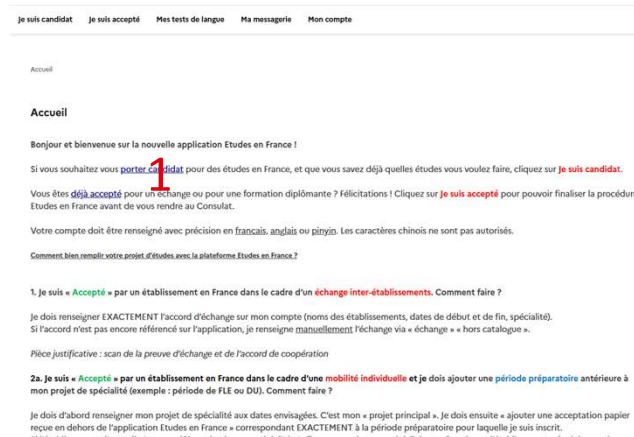 Je suis candidat Je suis accepté Mes tests de langue Ma messagerie Mon compte
Accueil
Accueil
Bonjour et bienvenue sur la nouvelle application Etudes en France !
Si vous souhaitez vous porter candidat pour des études en France, et que vous savez déjà quelles études vous voulez faire, cliquez sur Je suis candidat.
1
Vous êtes déjà accepté pour un échange ou pour une formation diplômante ? Félicitations ! Cliquez sur Je suis accepté pour pouvoir finaliser la procédure
Etudes en France avant de vous rendre au Consulat.
Votre compte doit être renseigné avec précision en francais, anglais ou pinyin. Les caractères chinois ne sont pas autorisés.
Comment bien remplir votre projet d'études avec la plateforme Etudes en France ?
1. Je suis « Accepté » par un établissement en France dans le cadre d'un échange inter-établissements. Comment faire ?
Je dois renseigner EXACTEMENT l'accord d'échange sur mon compte (noms des établissements, dates de début et de fin, spécialité).
Si l'accord n'est pas encore référencé sur l'application, je renseigne manuellement l'échange via « échange » « hors catalogue ».
Pièce justificative : scan de la preuve d'échange et de l'accord de coopération
2a. Je suis « Accepté » par un établissement en France dans le cadre d'une mobilité individuelle et je dois ajouter une période préparatoire antérieure à
mon projet de spécialité (exemple : période de FLE ou DU). Comment faire ?
Je dois d'abord renseigner mon projet de spécialité aux dates envisagées. C'est mon « projet principal ». Je dois ensuite « ajouter une acceptation papier
reçue en dehors de l'application Etudes en France » correspondant EXACTEMENT à la période préparatoire pour laquelle je suis inscrit.